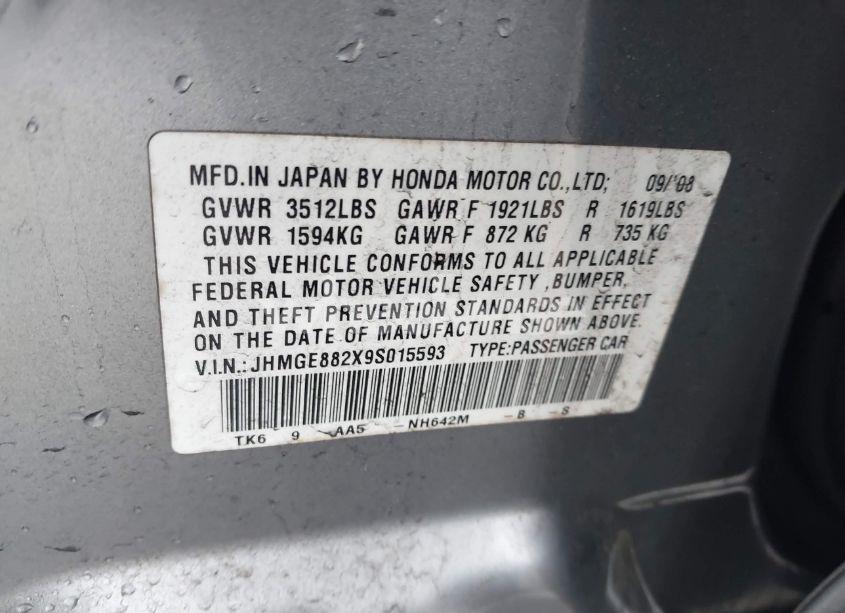 MFD.IN JAPAN BY HONDA MOTOR CO.,LTD; 09/'08
GVWR 3512LBS GAWR F 1921LBS R 1619LBS
GVWR 1594KG GAWR F 872 KG R 735 KG
THIS VEHICLE CONFORMS TO ALL APPLICABLE
FEDERAL MOTOR VEHICLE SAFETY ,BUMPER,
AND THEFT PREVENTION STANDARDS IN EFFECT
ON THE DATE OF MANUFACTURE SHOWN ABOVE.
V.I.N.:JHMGE882X9S015593 TYPE:PASSENGER CAR
TK6 9 AA5 -NH642M -B -S